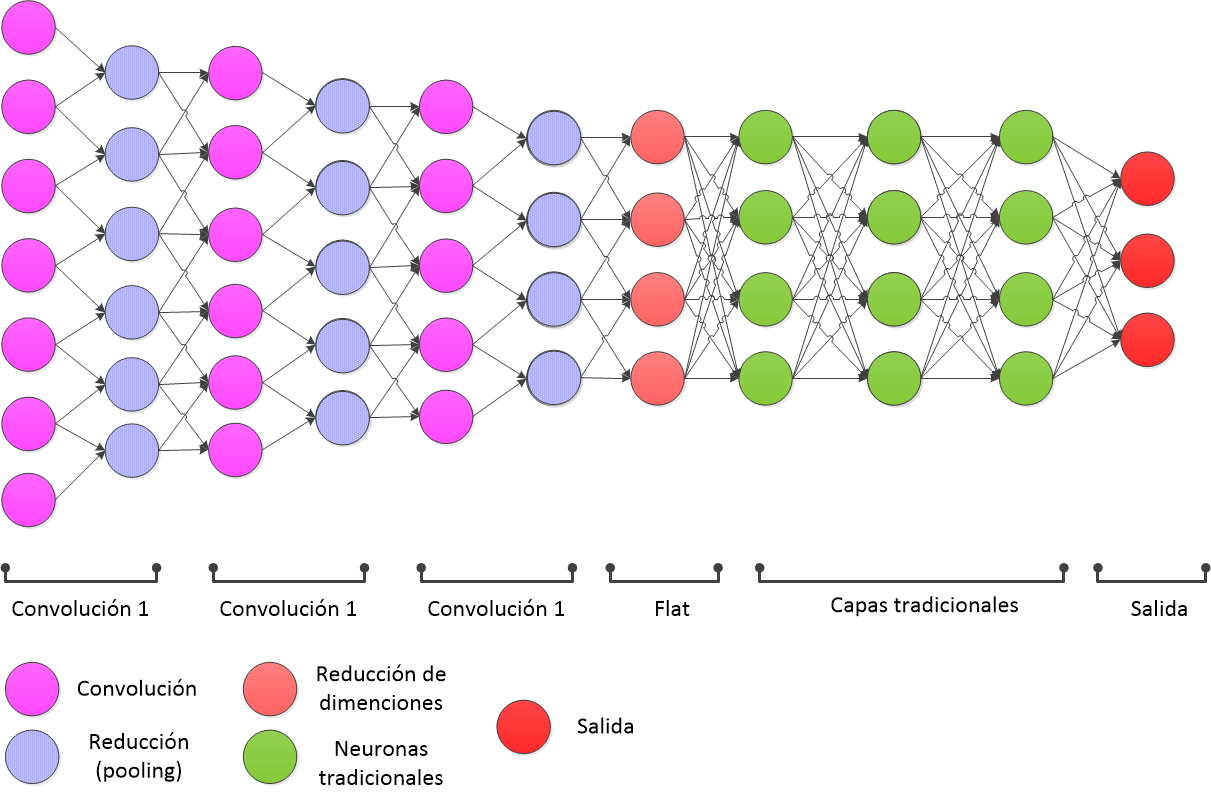 Convolución 1
Convolución 1
Convolución 1
Flat
Capas tradicionales
Salida
Convolución
Reducción
(pooling)
Reducción de
dimenciones
Neuronas
tradicionales
Salida